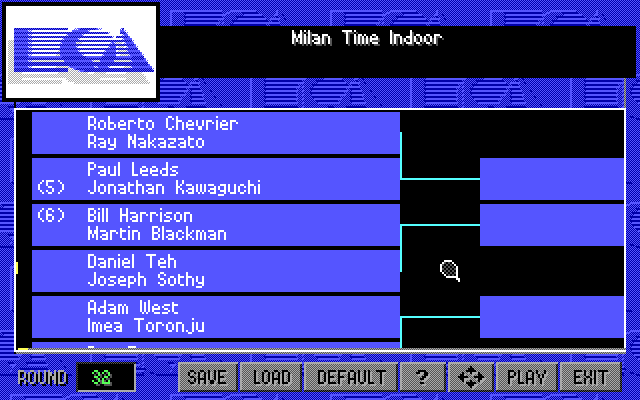 ECA
Milan Time Indoor
Roberto Chevrier
Ray Nakazato
Paul Leeds
(5) Jonathan Kawaguchi
(6) Bill Harrison
Martin Blackman
Daniel Teh
Joseph Sothy
Adam West
Imea Toronju
ROUND 32 SAVE LOAD DEFAULT ? PLAY EXIT